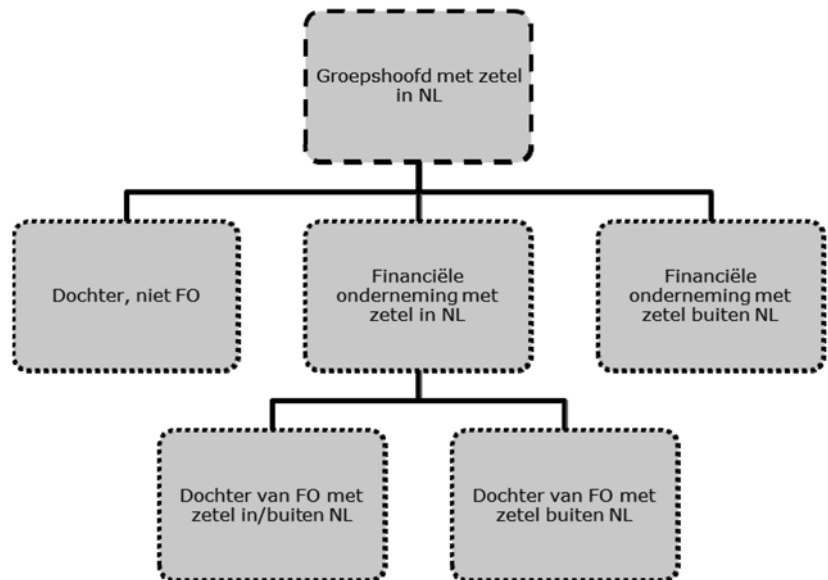 Groepshoofd met zetel
in NL
Dochter, niet FO
Financiële
onderneming met
zetel in NL
Financiële
onderneming met
zetel buiten NL
Dochter van FO met
zetel in/buiten NL
Dochter van FO met
zetel buiten NL